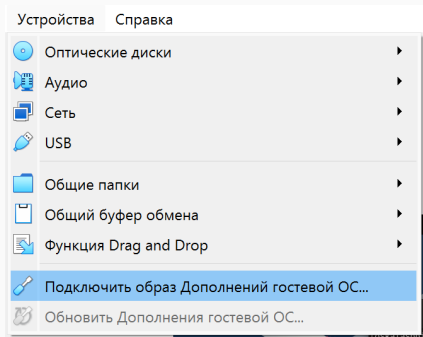 Устройства Справка
Оптические диски
Аудио
Сеть
USB
Общие папки
Общий буфер обмена
Функция Drag and Drop
Подключить образ Дополнений гостевой ОС...
Обновить Дополнения гостевой ОС...